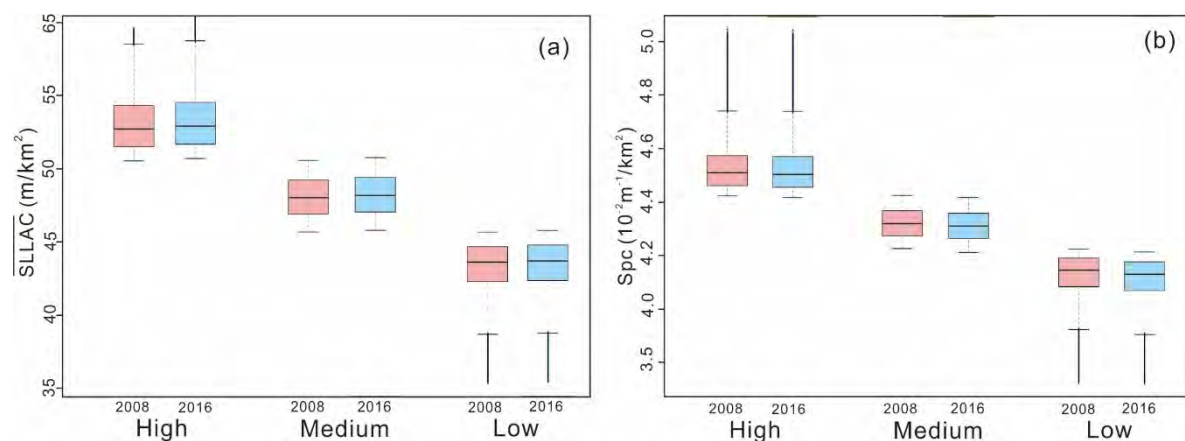 (a)
SLLAC (m/km²)
65
55
50
45
40
35
2008 2016 2008 2016 2008 2016
High Medium Low
(b)
Spc (10⁻²m⁻¹/km²)
5.0
4.8
4.6
4.4
4.2
4.0
3.5
2008 2016 2008 2016 2008 2016
High Medium Low